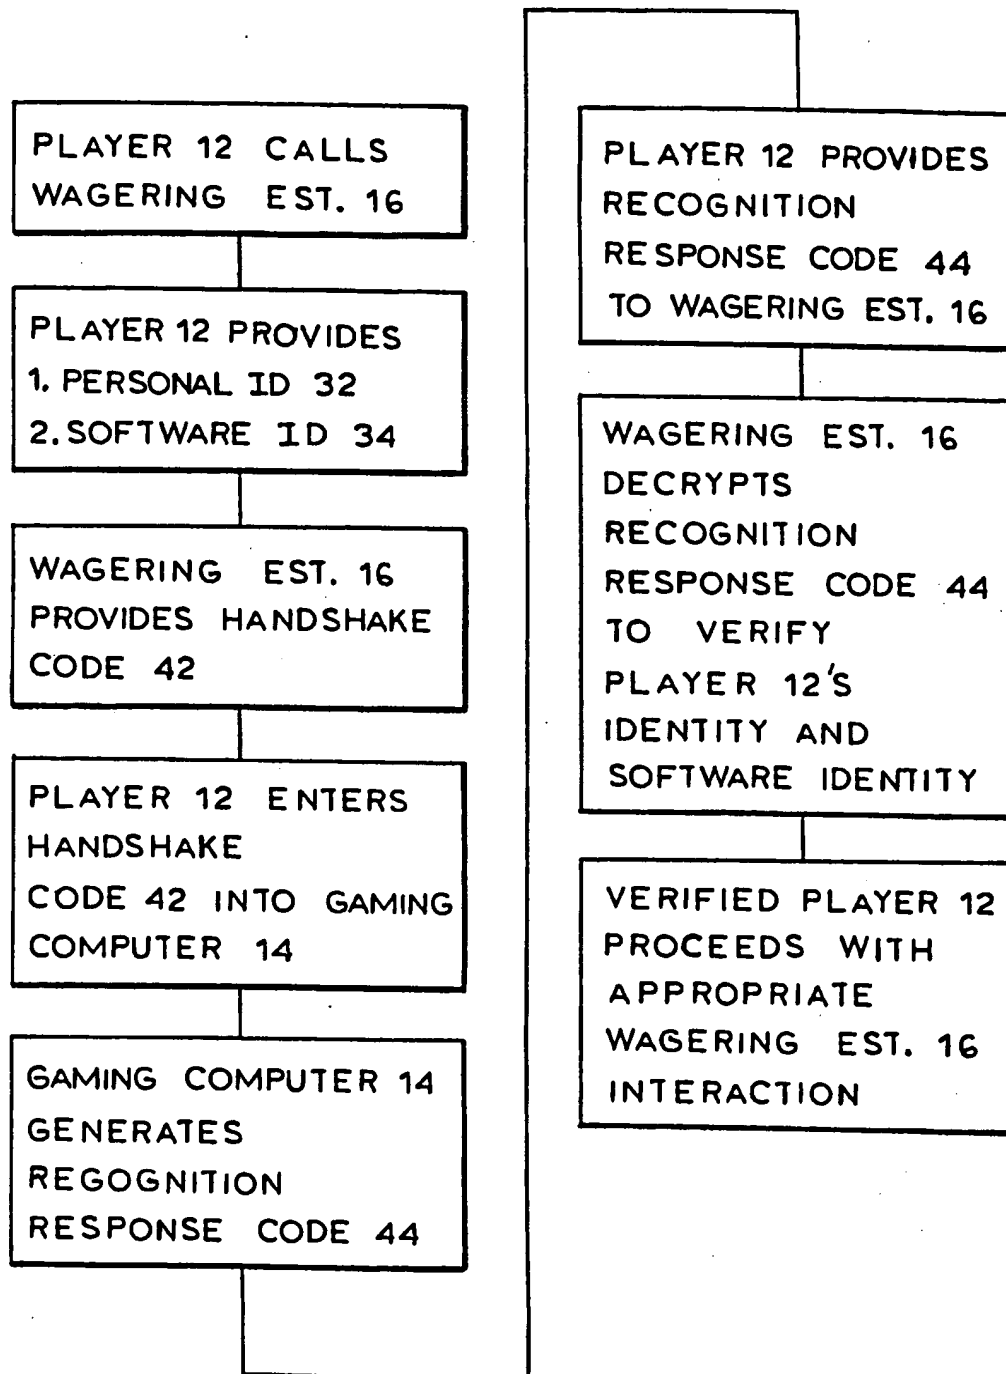 PLAYER 12 CALLS
WAGERING EST. 16
PLAYER 12 PROVIDES
1. PERSONAL ID 32
2. SOFTWARE ID 34
WAGERING EST. 16
PROVIDES HANDSHAKE
CODE 42
PLAYER 12 ENTERS
HANDSHAKE
CODE 42 INTO GAMING
COMPUTER 14
GAMING COMPUTER 14
GENERATES
REGOGNITION
RESPONSE CODE 44
PLAYER 12 PROVIDES
RECOGNITION
RESPONSE CODE 44
TO WAGERING EST. 16
WAGERING EST. 16
DECRYPTS
RECOGNITION
RESPONSE CODE 44
TO VERIFY
PLAYER 12'S
IDENTITY AND
SOFTWARE IDENTITY
VERIFIED PLAYER 12
PROCEEDS WITH
APPROPRIATE
WAGERING EST. 16
INTERACTION